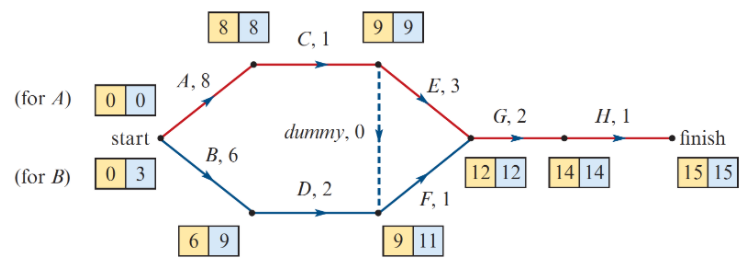 8 8
C, 1
9 9
A, 8
E, 3
(for A)
0 0
G, 2
H, 1
start
dummy, 0
finish
B, 6
(for B)
0 3
D, 2
F, 1
12 12
14 14
15 15
6 9
9 11